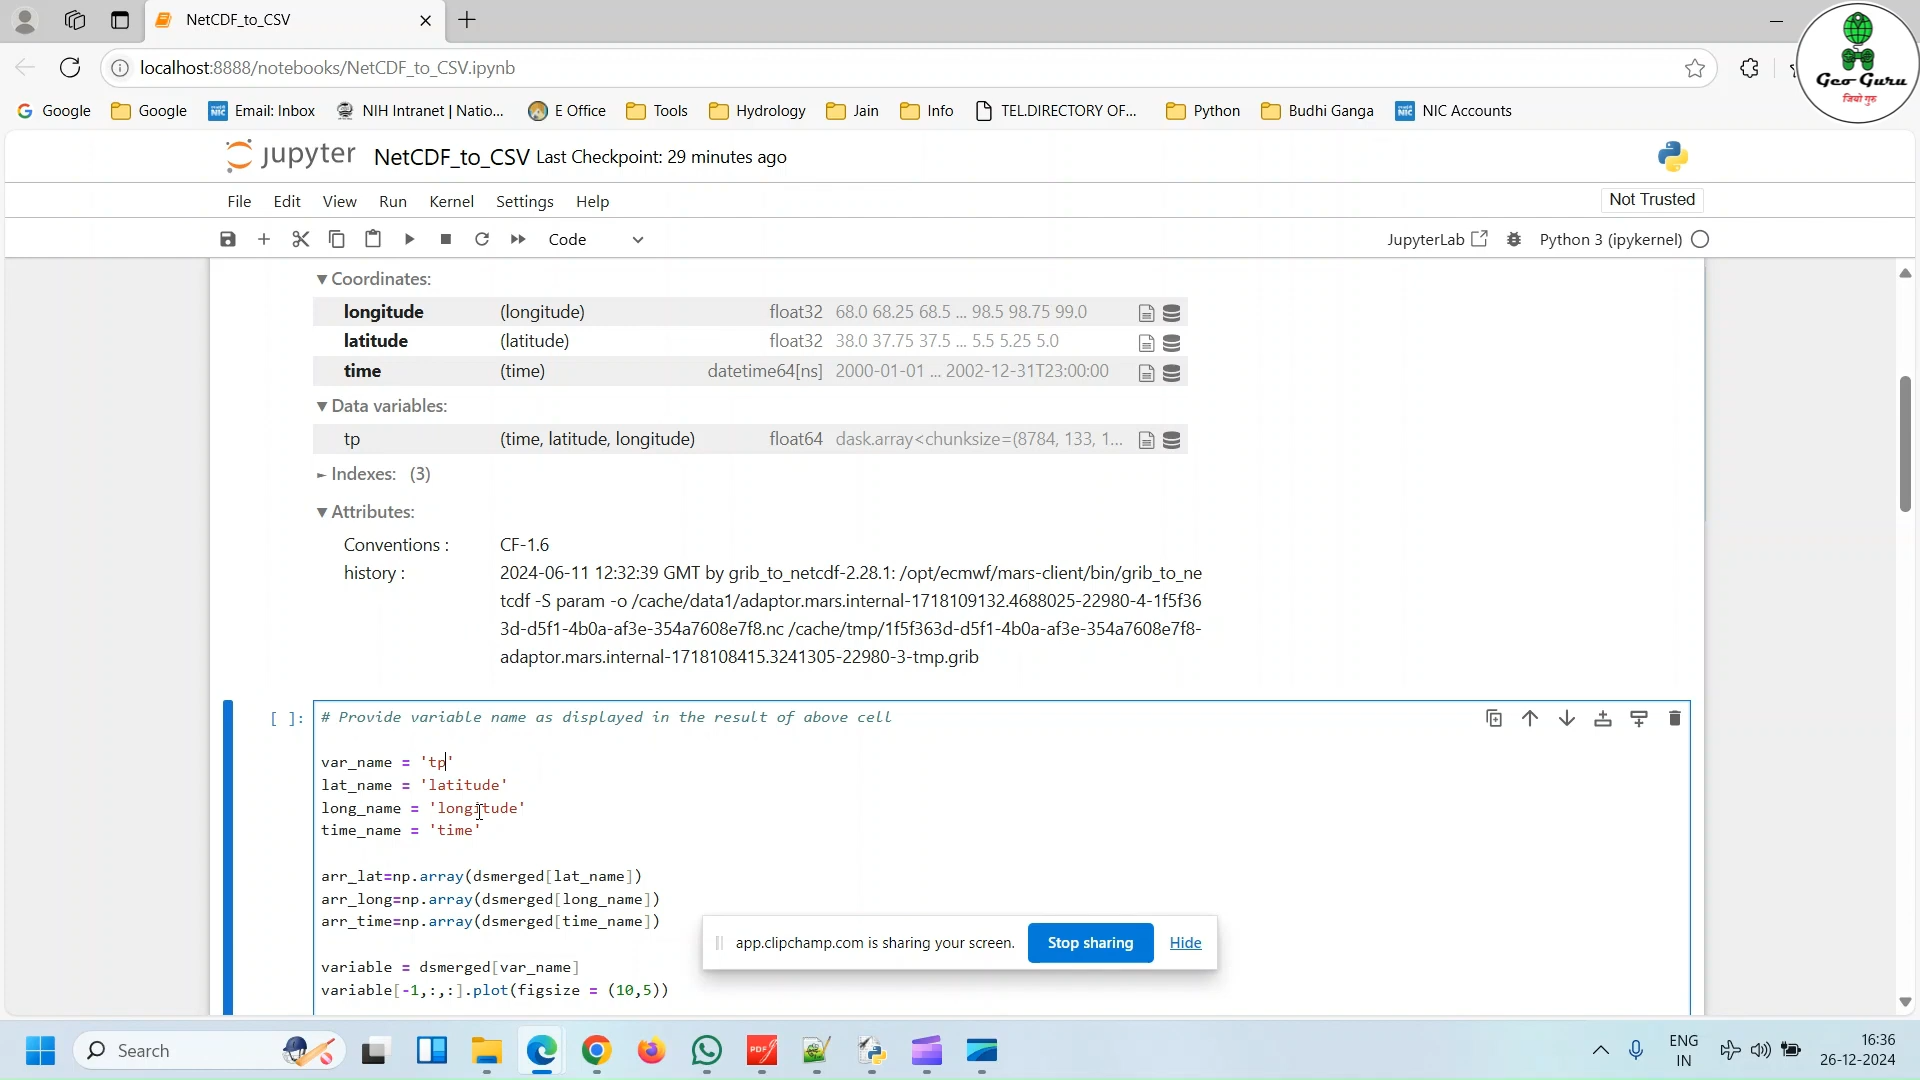 NetCDF_to_CSV
Geo Guru
जियो गुरु
localhost:8888/notebooks/NetCDF_to_CSV.ipynb
Google Google Email: Inbox NIH Intranet | Natio... E Office Tools Hydrology Jain Info TEL.DIRECTORY OF... Python Budhi Ganga NIC Accounts
jupyter NetCDF_to_CSV Last Checkpoint: 29 minutes ago
File Edit View Run Kernel Settings Help Not Trusted
Code JupyterLab Python 3 (ipykernel)
▼ Coordinates:
longitude (longitude) float32 68.0 68.25 68.5 ... 98.5 98.75 99.0
latitude (latitude) float32 38.0 37.75 37.5 ... 5.5 5.25 5.0
time (time) datetime64[ns] 2000-01-01 ... 2002-12-31T23:00:00
▼ Data variables:
tp (time, latitude, longitude) float64 dask.array<chunksize=(8784, 133, 1...
► Indexes: (3)
▼ Attributes:
Conventions : CF-1.6
history : 2024-06-11 12:32:39 GMT by grib_to_netcdf-2.28.1: /opt/ecmwf/mars-client/bin/grib_to_ne
tcdf -S param -o /cache/data1/adaptor.mars.internal-1718109132.4688025-22980-4-1f5f36
3d-d5f1-4b0a-af3e-354a7608e7f8.nc /cache/tmp/1f5f363d-d5f1-4b0a-af3e-354a7608e7f8-
adaptor.mars.internal-1718108415.3241305-22980-3-tmp.grib
[ ]: # Provide variable name as displayed in the result of above cell
var_name = 'tp'
lat_name = 'latitude'
long_name = 'longitude'
time_name = 'time'
arr_lat=np.array(dsmerged[lat_name])
arr_long=np.array(dsmerged[long_name])
arr_time=np.array(dsmerged[time_name])
app.clipchamp.com is sharing your screen. Stop sharing Hide
variable = dsmerged[var_name]
variable[-1,:,:].plot(figsize = (10,5))
Search
ENG
IN
16:36
26-12-2024